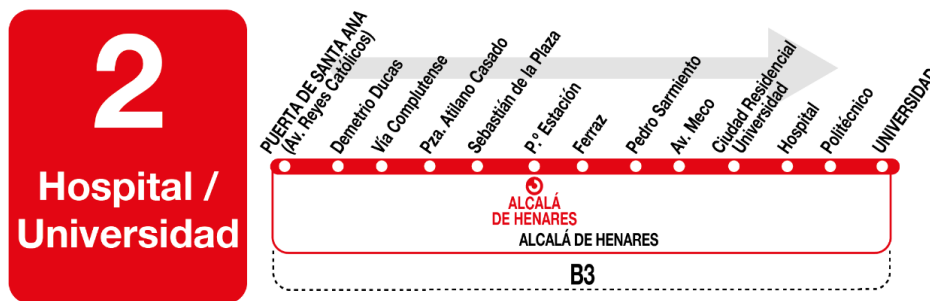 2
Hospital /
Universidad
PUERTA DE SANTA ANA
(Av. Reyes Católicos)
Demetrio Ducas
Vía Complutense
Pza. Atilano Casado
Sebastián de la Plaza
P.º Estación
Ferraz
Pedro Sarmiento
Av. Meco
Ciudad Residencial
Universidad
Hospital
Politécnico
UNIVERSIDAD
ALCALÁ
DE HENARES
ALCALÁ DE HENARES
B3